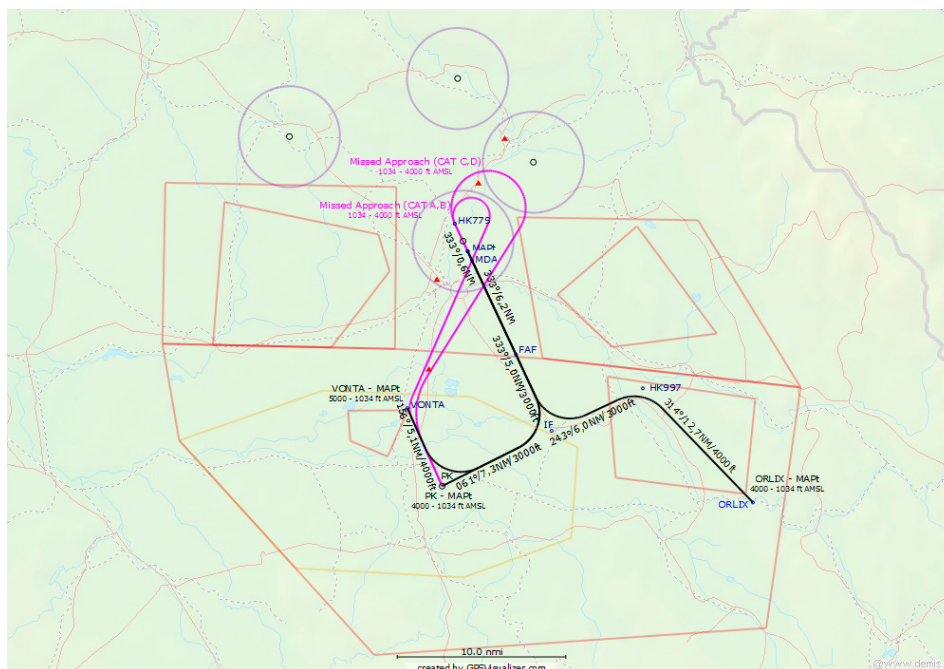 Missed Approach (CAT C,D)
1034 - 4000 ft AMSL
Missed Approach (CAT A,B)
1034 - 4000 ft AMSL
HK779
MAPt
MDA
333°/0,6NM
333°/6,2NM
FAF
333°/5,0NM/3000ft
VONTA - MAPt
5000 - 1034 ft AMSL
VONTA
HK997
IF
243°/6,0NM/3000ft
314°/12,7NM/4000ft
156°/5,1NM/4000ft
061°/7,3NM/3000ft
PK
PK - MAPt
4000 - 1034 ft AMSL
ORLIX - MAPt
4000 - 1034 ft AMSL
ORLIX
10.0 nmi
created by GPSVisualizer.com
@www.demis